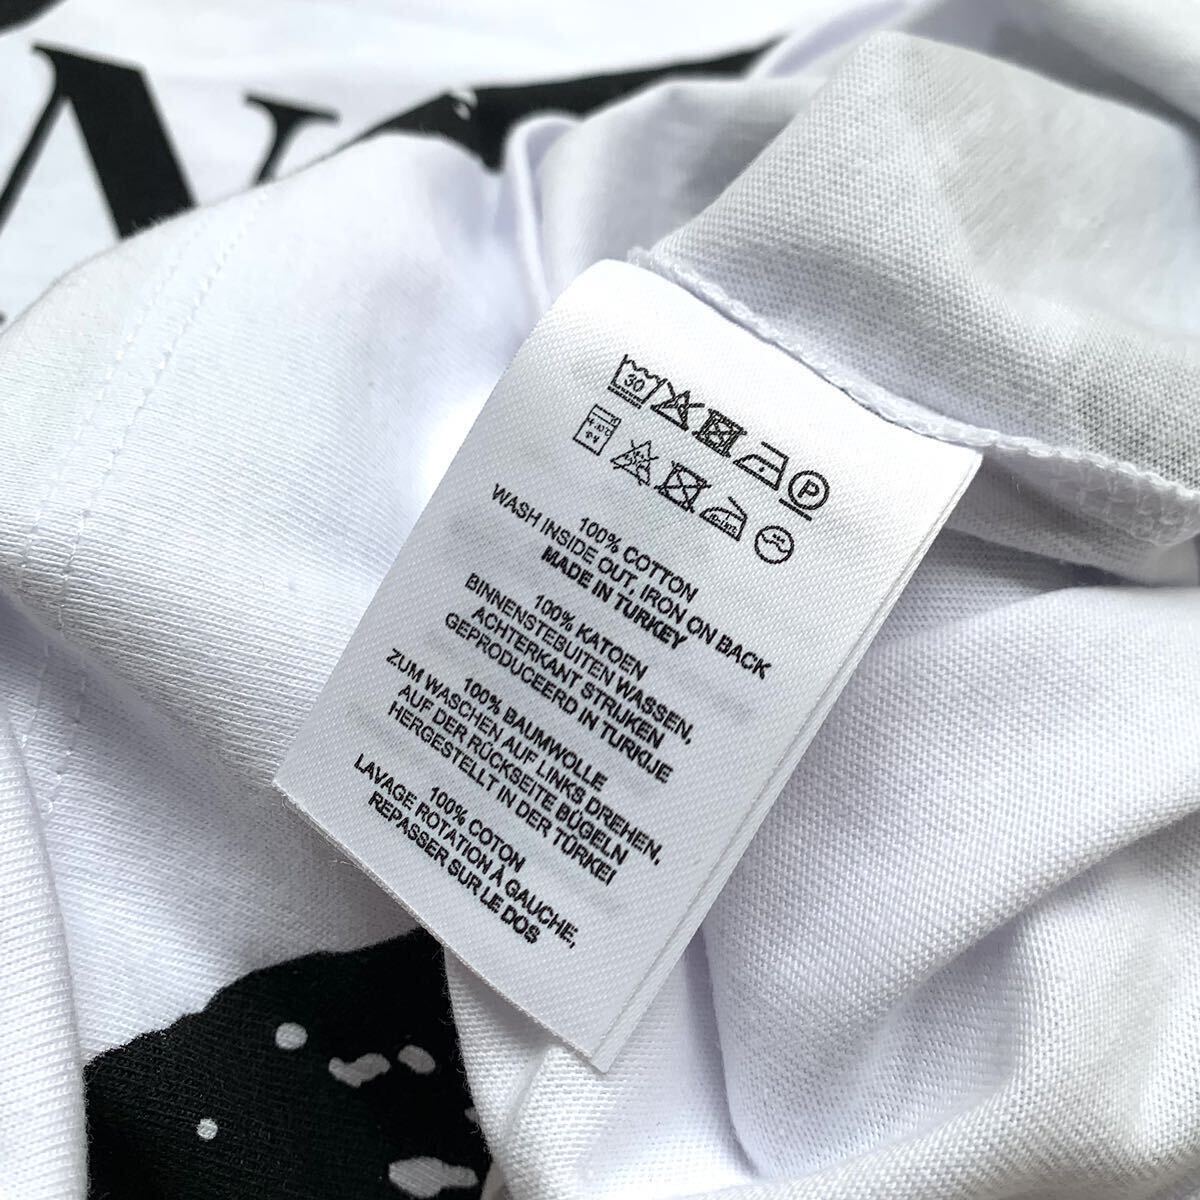 30
P
100% COTTON
WASH INSIDE OUT, IRON ON BACK
MADE IN TURKEY
100% KATOEN
BINNENSTEBUITEN WASSEN,
ACHTERKANT STRIJKEN
GEPRODUCEERD IN TURKIJE
100% BAUMWOLLE
ZUM WASCHEN AUF LINKS DREHEN,
AUF DER RÜCKSEITE BÜGELN
HERGESTELLT IN DER TÜRKEI
100% COTON
LAVAGE ROTATION À GAUCHE,
REPASSER SUR LE DOS